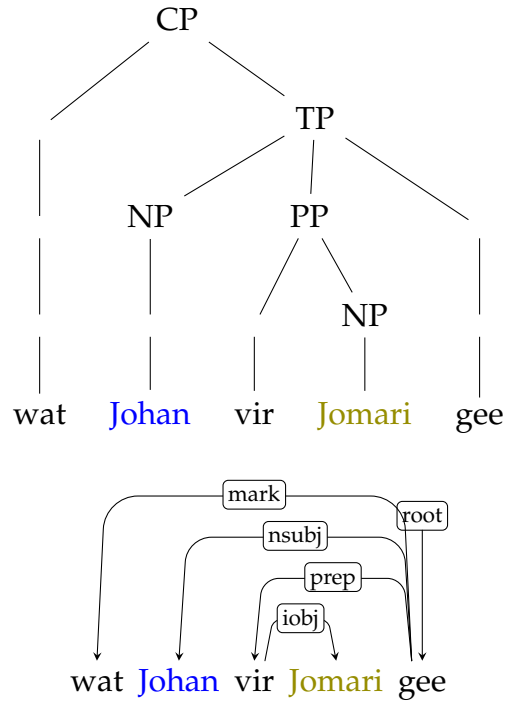 CP
TP
NP PP
NP
wat Johan vir Jomari gee
mark
root
nsubj
prep
iobj
wat Johan vir Jomari gee